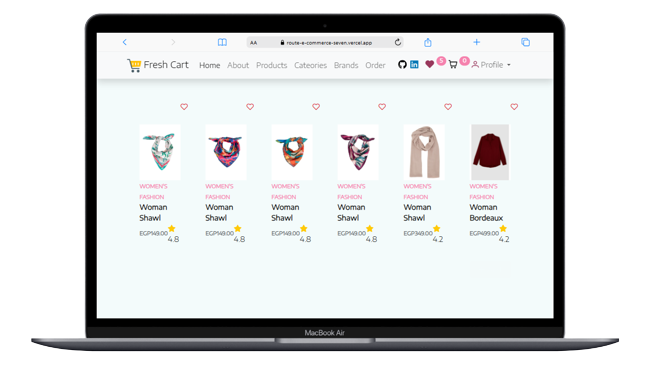 AA route-e-commerce-seven.vercel.app
Fresh Cart Home About Products Cateories Brands Order 5 0 Profile
WOMEN'S FASHION
Woman Shawl
EGP149.00 4.8
WOMEN'S FASHION
Woman Shawl
EGP149.00 4.8
WOMEN'S FASHION
Woman Shawl
EGP149.00 4.8
WOMEN'S FASHION
Woman Shawl
EGP149.00 4.8
WOMEN'S FASHION
Woman Shawl
EGP349.00 4.2
WOMEN'S FASHION
Woman Bordeaux
EGP499.00 4.2
MacBook Air